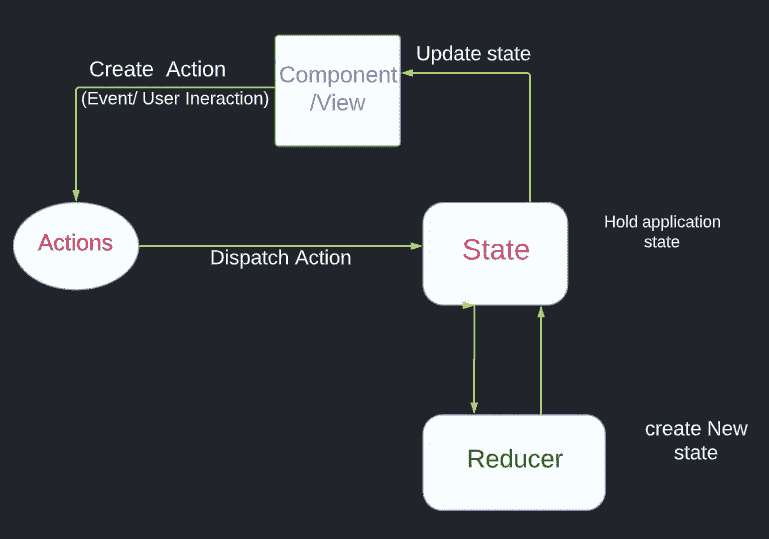 Update state
Create  Action
(Event/ User Ineraction)
Component
/View
Actions
Dispatch Action
State
Hold application
state
Reducer
create New
state